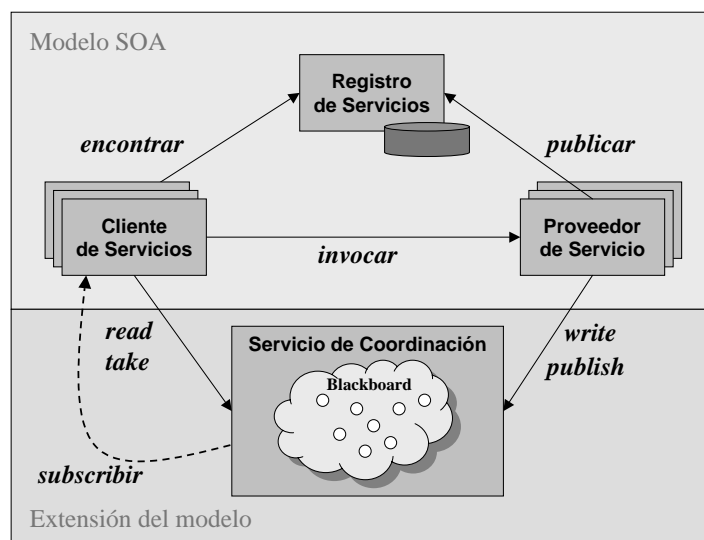 Modelo SOA
Registro
de Servicios
encontrar
publicar
Cliente
de Servicios
Proveedor
de Servicio
invocar
read
take
Servicio de Coordinación
write
publish
Blackboard
subscribir
Extensión del modelo